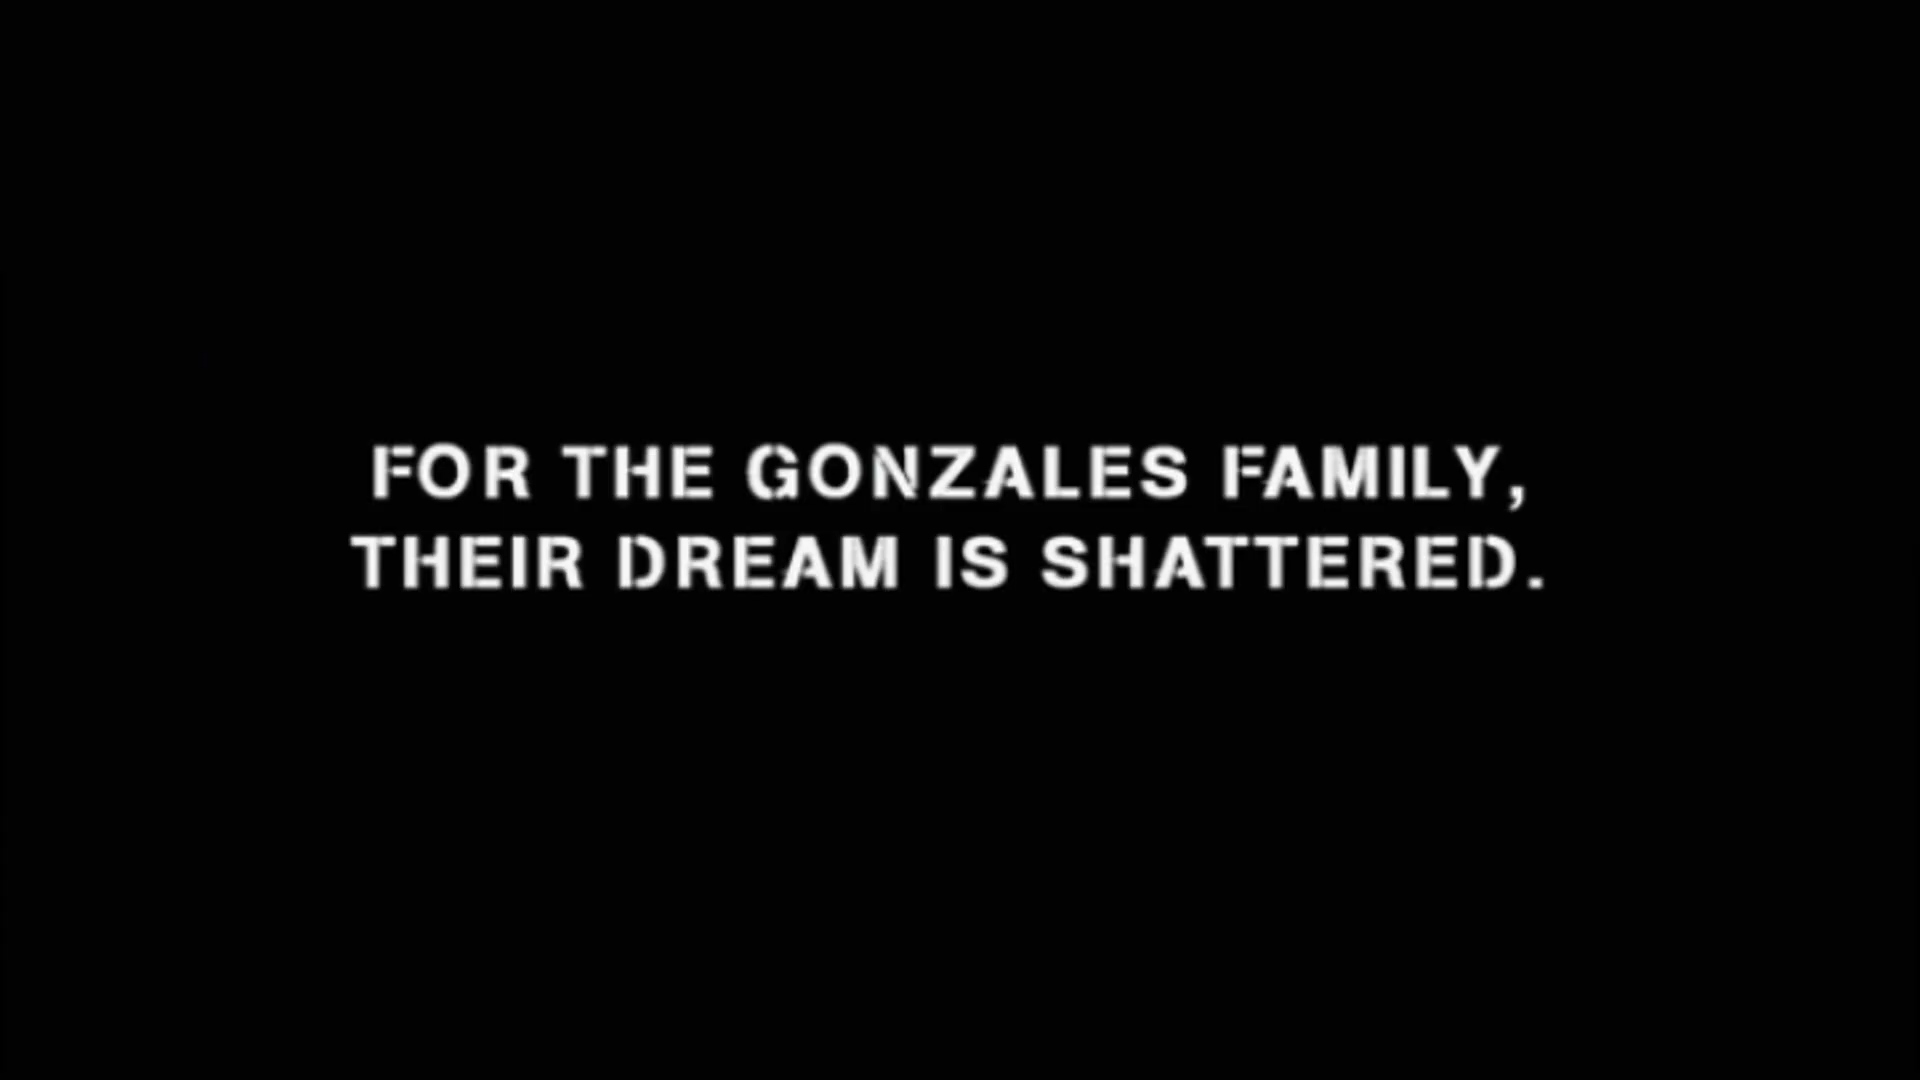 FOR THE GONZALES FAMILY,
THEIR DREAM IS SHATTERED.